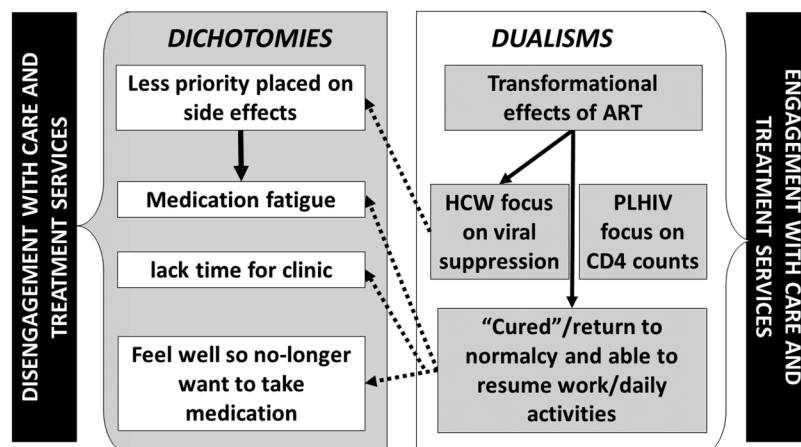 DISENGAGEMENT WITH CARE AND
TREATMENT SERVICES
DICHOTOMIES
Less priority placed on
side effects
Medication fatigue
lack time for clinic
Feel well so no-longer
want to take
medication
DUALISMS
Transformational
effects of ART
HCW focus
on viral
suppression
PLHIV
focus on
CD4 counts
“Cured”/return to
normalcy and able to
resume work/daily
activities
ENGAGEMENT WITH CARE AND
TREATMENT SERVICES